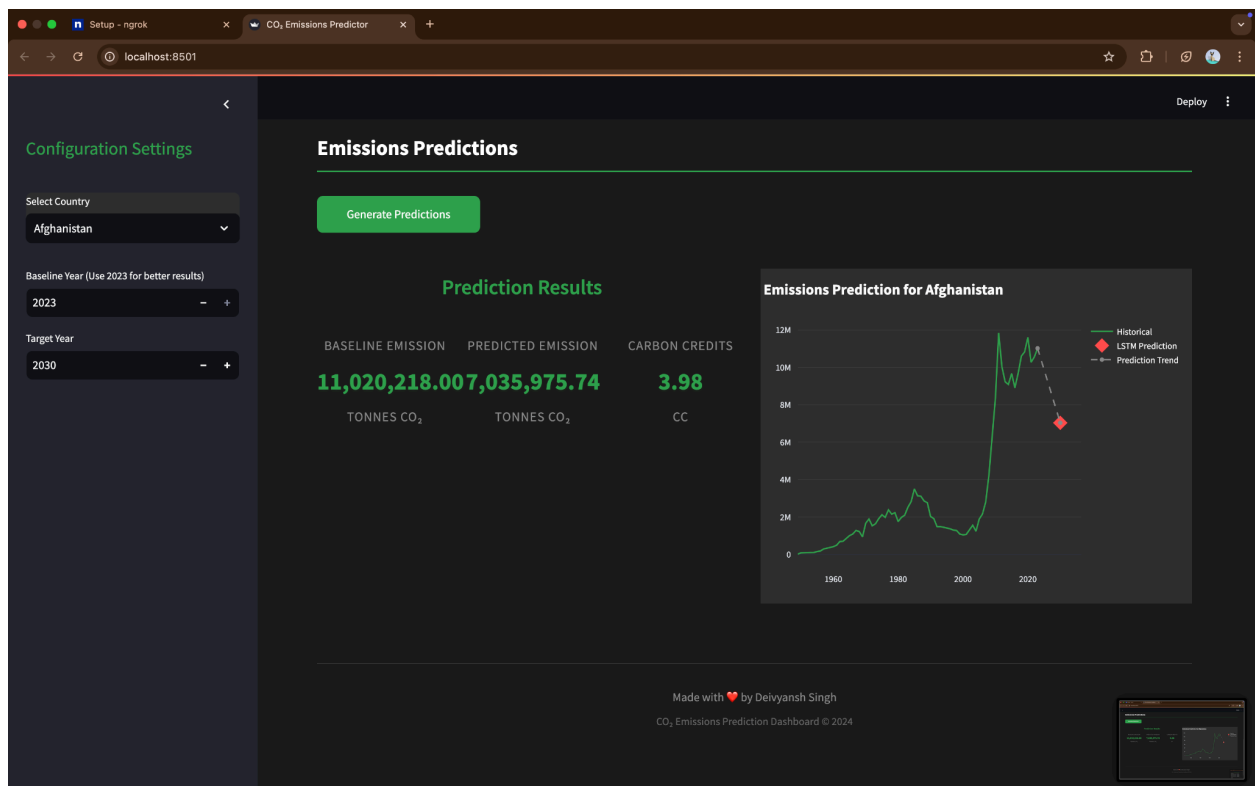 Setup - ngrok
CO₂ Emissions Predictor
localhost:8501
Deploy
Configuration Settings
Select Country
Afghanistan
Baseline Year (Use 2023 for better results)
2023
Target Year
2030
Emissions Predictions
Generate Predictions
Prediction Results
BASELINE EMISSION PREDICTED EMISSION CARBON CREDITS
11,020,218.00 7,035,975.74 3.98
TONNES CO₂ TONNES CO₂ CC
Emissions Prediction for Afghanistan
12M
10M
8M
6M
4M
2M
0
1960 1980 2000 2020
Historical
LSTM Prediction
Prediction Trend
Made with ❤️ by Deivyansh Singh
CO₂ Emissions Prediction Dashboard © 2024